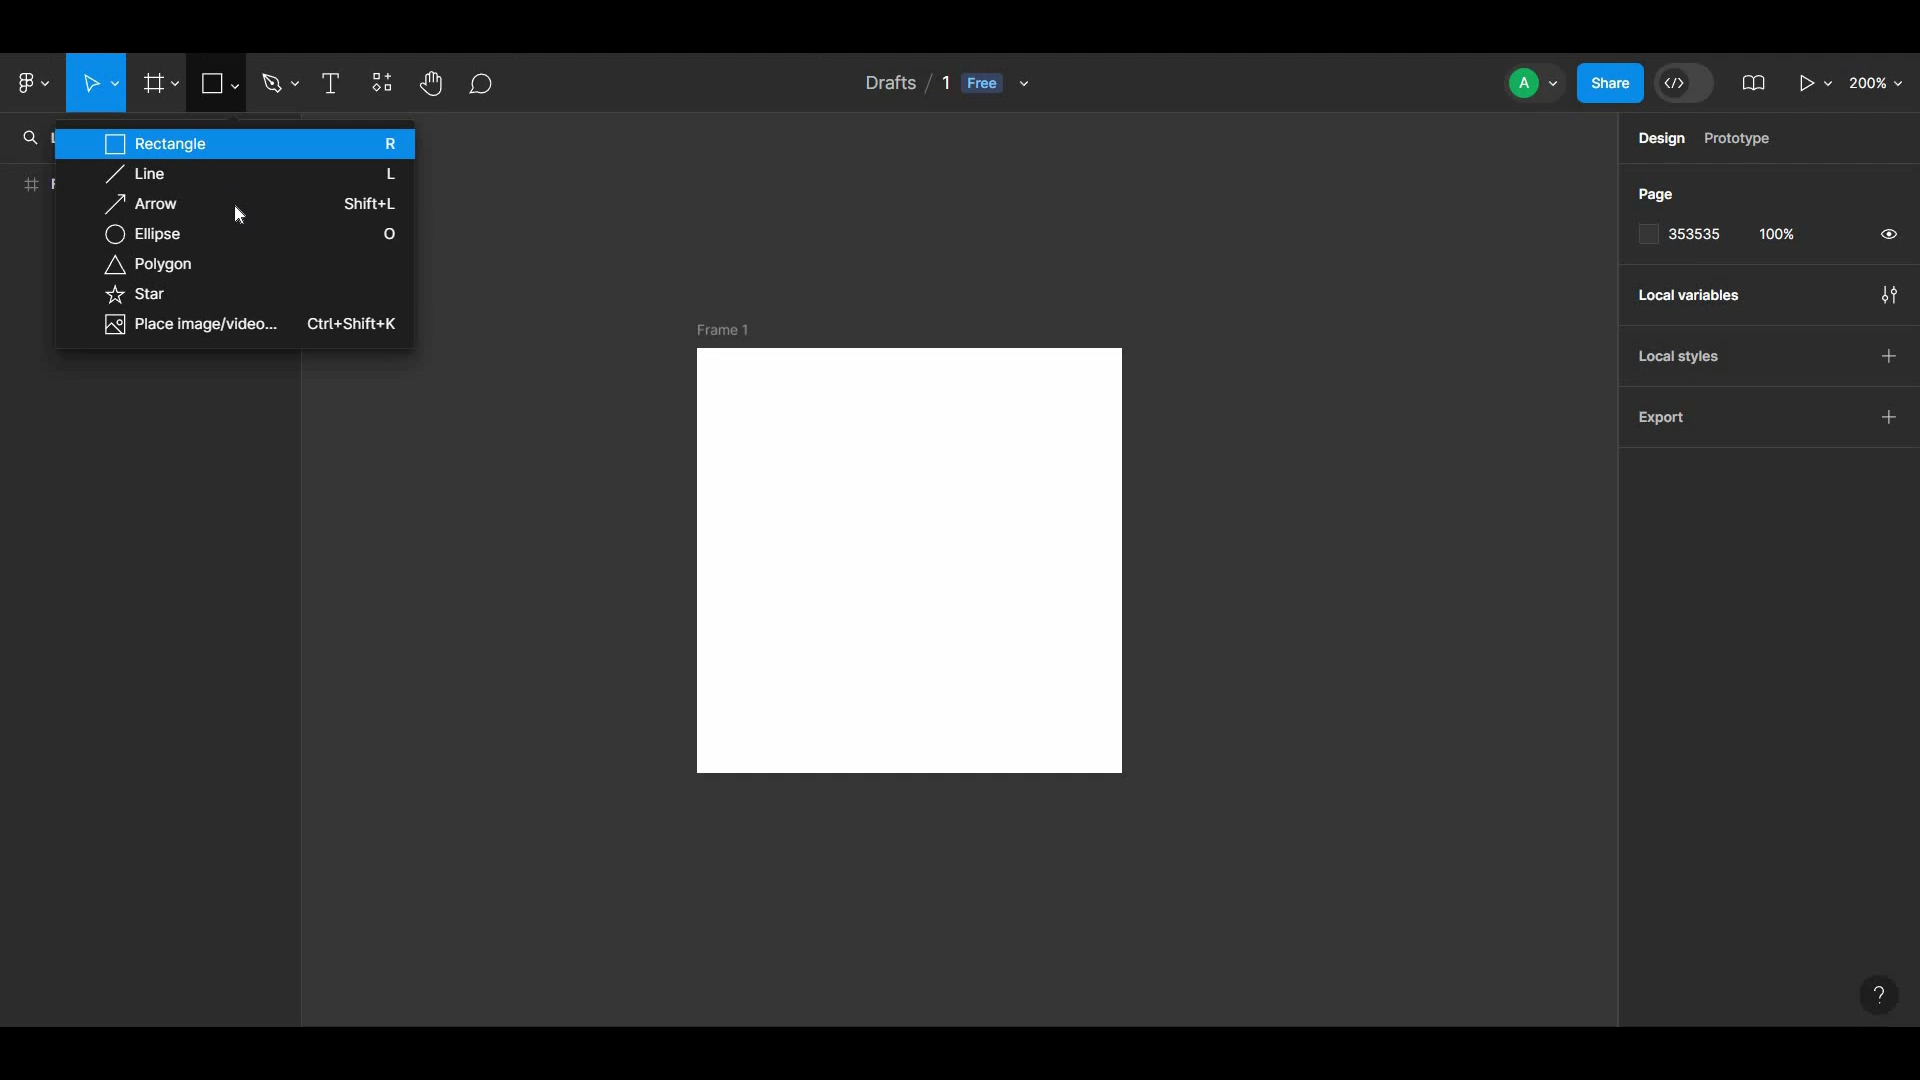 Drafts / 1 Free
A
Share
200%
Rectangle R
Line L
Arrow Shift+L
Ellipse O
Polygon
Star
Place image/video... Ctrl+Shift+K
Frame 1
Design Prototype
Page
353535 100%
Local variables
Local styles
Export
?